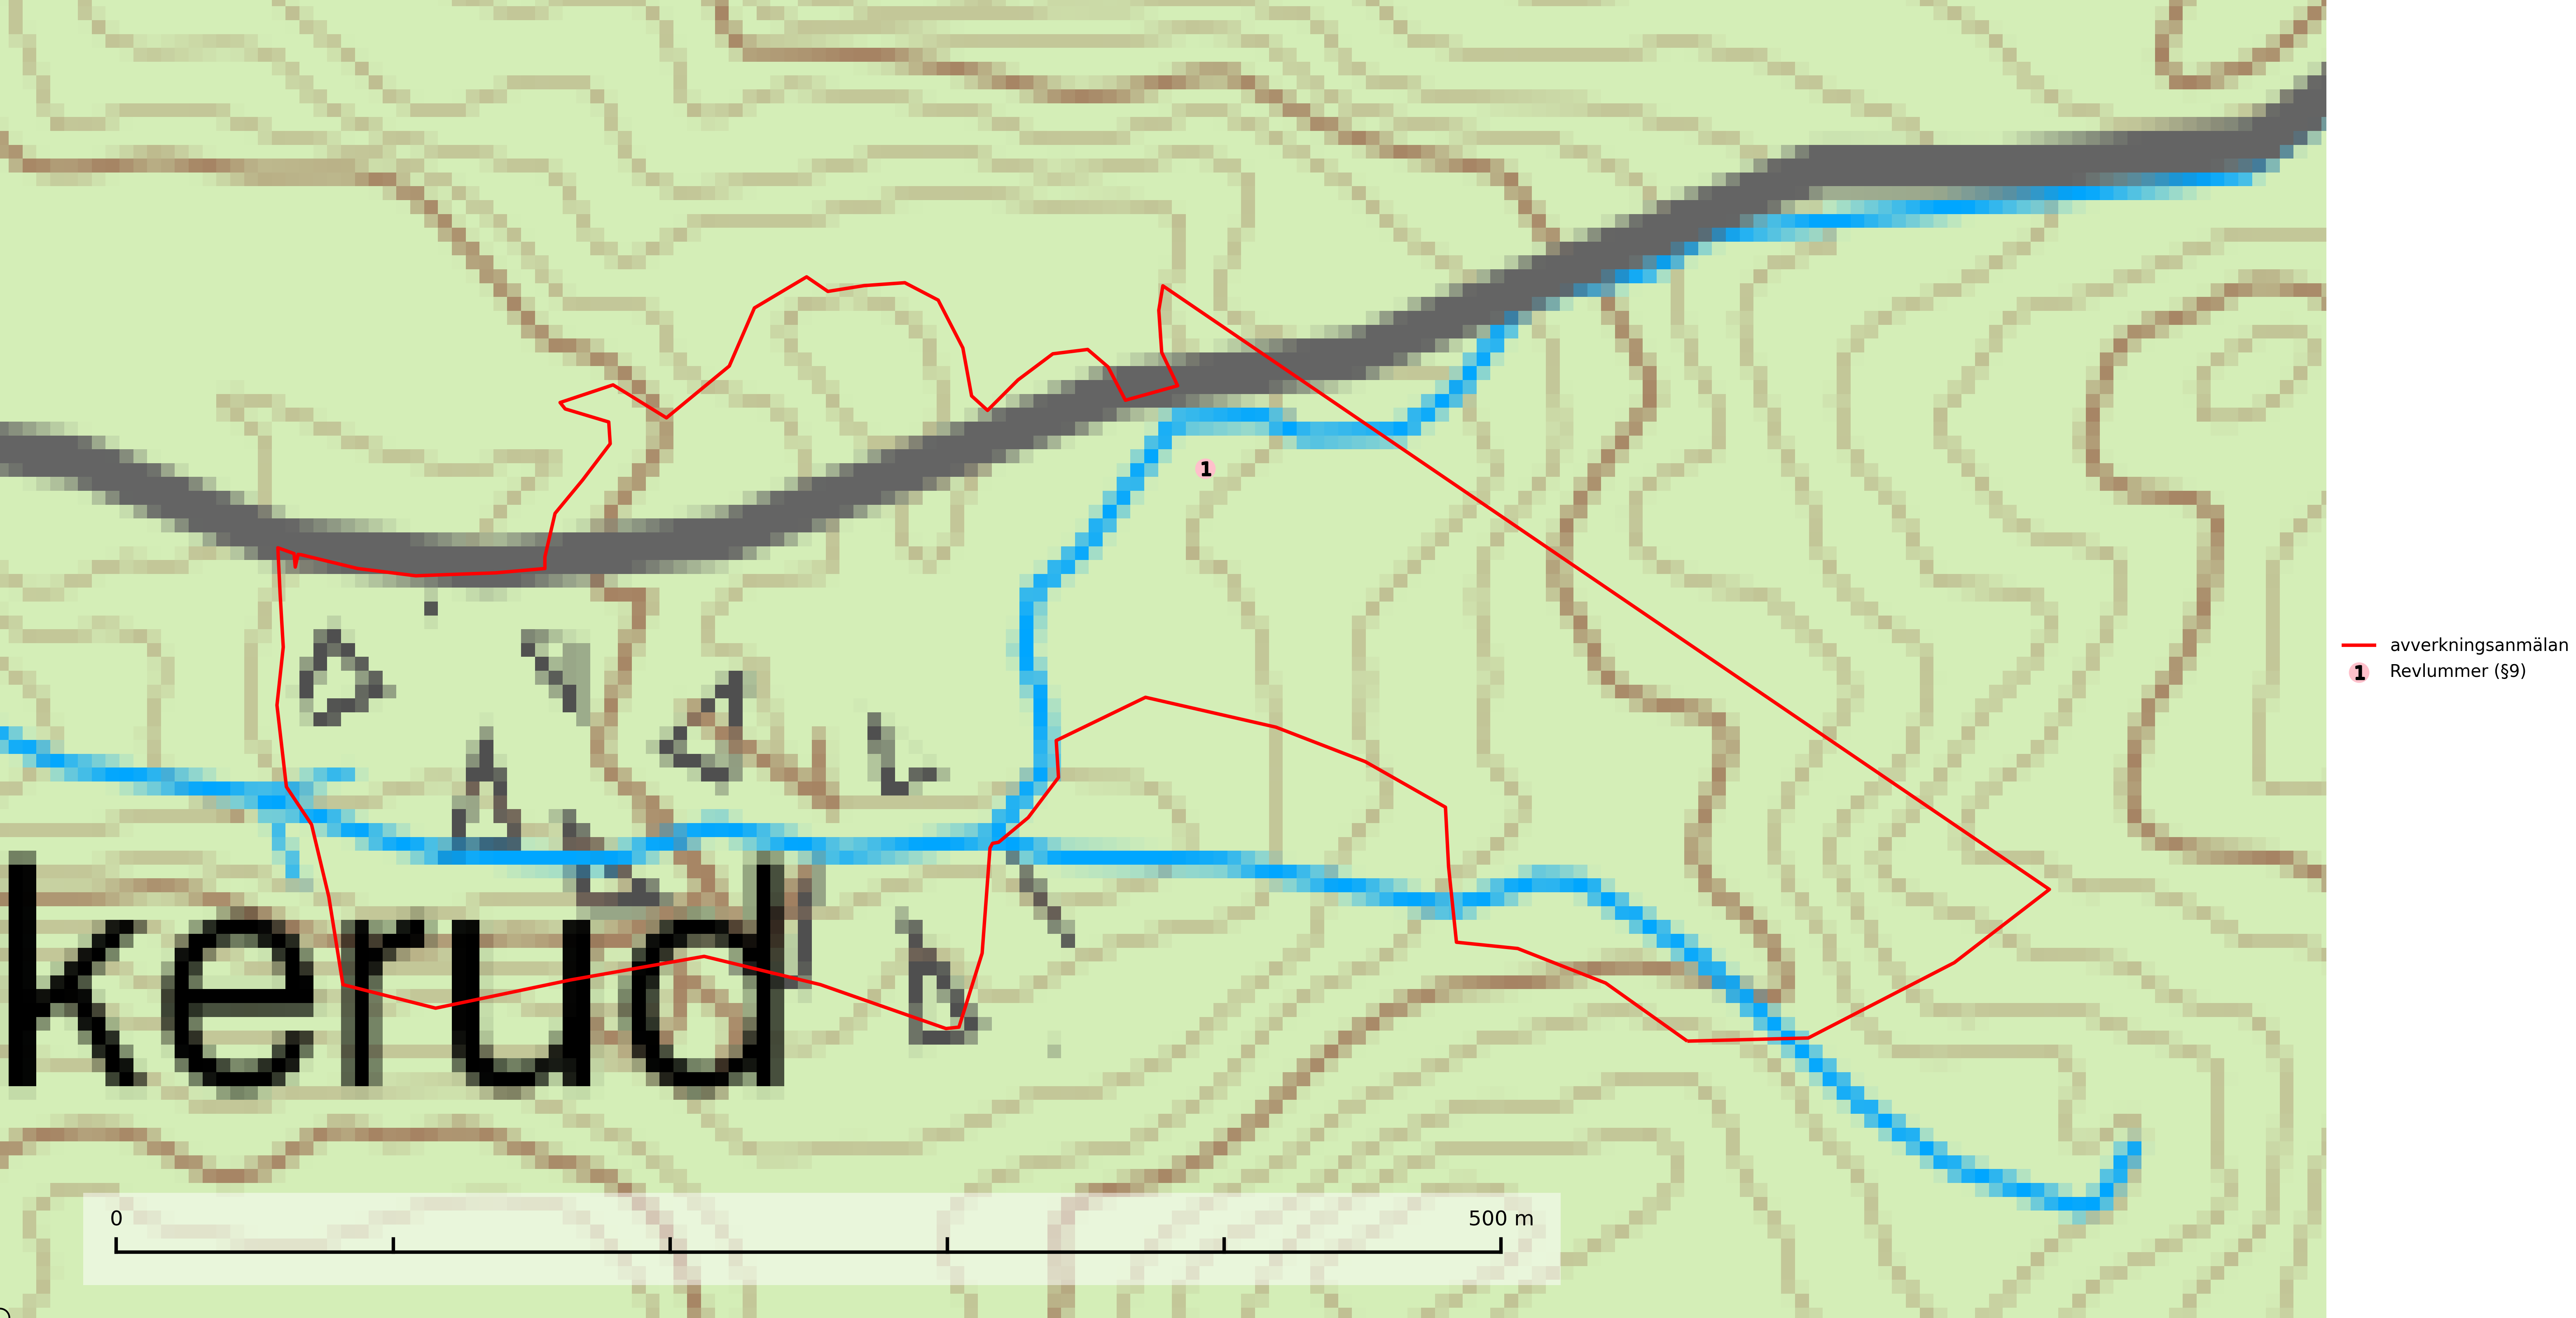 1
avverkningsanmälan
1 Revlummer (§9)
kerud
0 500 m